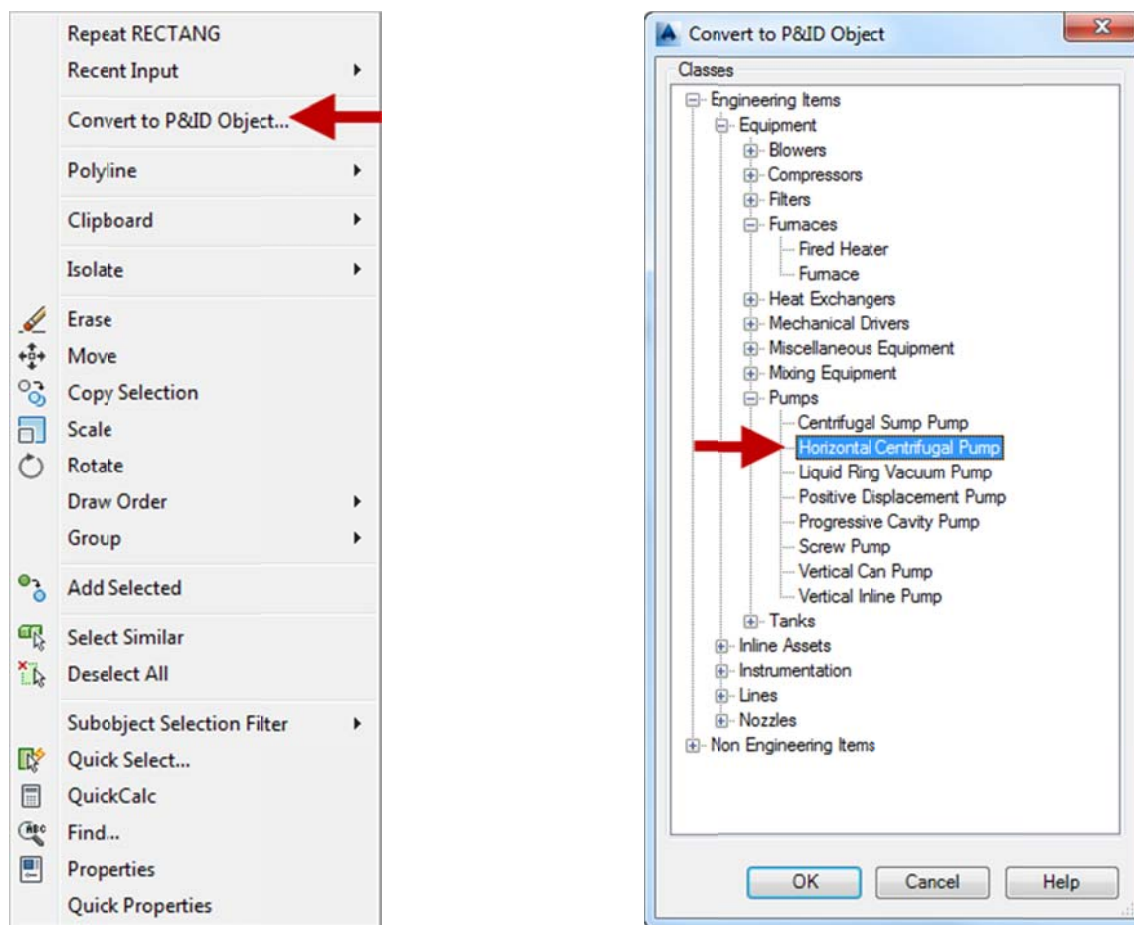 Repeat RECTANG
Recent Input
Convert to P&ID Object...
Polyline
Clipboard
Isolate
Erase
Move
Copy Selection
Scale
Rotate
Draw Order
Group
Add Selected
Select Similar
Deselect All
Subobject Selection Filter
Quick Select...
QuickCalc
Find...
Properties
Quick Properties
Convert to P&ID Object
Classes
Engineering Items
Equipment
Blowers
Compressors
Filters
Furnaces
Fired Heater
Furnace
Heat Exchangers
Mechanical Drivers
Miscellaneous Equipment
Mixing Equipment
Pumps
Centrifugal Sump Pump
Horizontal Centrifugal Pump
Liquid Ring Vacuum Pump
Positive Displacement Pump
Progressive Cavity Pump
Screw Pump
Vertical Can Pump
Vertical Inline Pump
Tanks
Inline Assets
Instrumentation
Lines
Nozzles
Non Engineering Items
OK Cancel Help